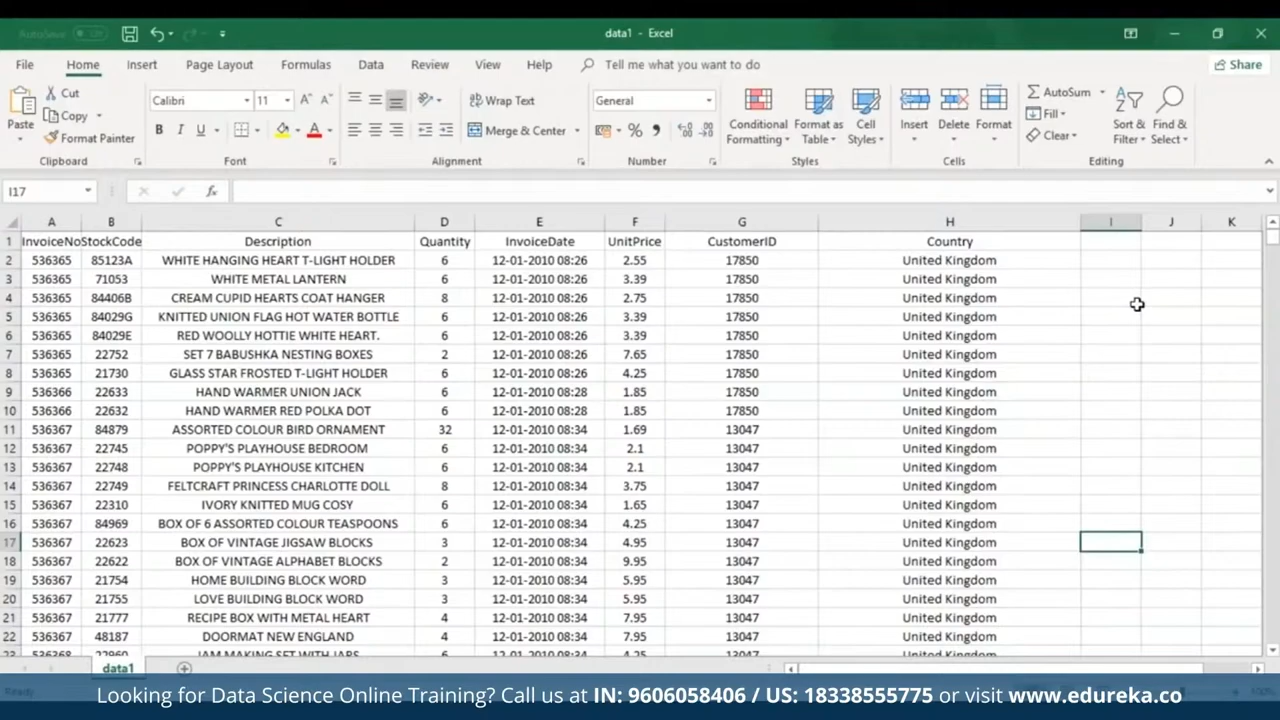 AutoSave
data1 - Excel
File Home Insert Page Layout Formulas Data Review View Help Tell me what you want to do Share
Paste Cut Copy Format Painter Clipboard
Calibri 11 A A B I U A Font
Wrap Text Merge & Center Alignment
General % Number
Conditional Formatting Format as Table Cell Styles Styles
Insert Delete Format Cells
AutoSum Fill Clear Sort & Filter Find & Select Editing
I17 fx
A B C D E F G H I J K
1 InvoiceNo StockCode Description Quantity InvoiceDate UnitPrice CustomerID Country
2 536365 85123A WHITE HANGING HEART T-LIGHT HOLDER 6 12-01-2010 08:26 2.55 17850 United Kingdom
3 536365 71053 WHITE METAL LANTERN 6 12-01-2010 08:26 3.39 17850 United Kingdom
4 536365 84406B CREAM CUPID HEARTS COAT HANGER 8 12-01-2010 08:26 2.75 17850 United Kingdom
5 536365 84029G KNITTED UNION FLAG HOT WATER BOTTLE 6 12-01-2010 08:26 3.39 17850 United Kingdom
6 536365 84029E RED WOOLLY HOTTIE WHITE HEART. 6 12-01-2010 08:26 3.39 17850 United Kingdom
7 536365 22752 SET 7 BABUSHKA NESTING BOXES 2 12-01-2010 08:26 7.65 17850 United Kingdom
8 536365 21730 GLASS STAR FROSTED T-LIGHT HOLDER 6 12-01-2010 08:26 4.25 17850 United Kingdom
9 536366 22633 HAND WARMER UNION JACK 6 12-01-2010 08:28 1.85 17850 United Kingdom
10 536366 22632 HAND WARMER RED POLKA DOT 6 12-01-2010 08:28 1.85 17850 United Kingdom
11 536367 84879 ASSORTED COLOUR BIRD ORNAMENT 32 12-01-2010 08:34 1.69 13047 United Kingdom
12 536367 22745 POPPY'S PLAYHOUSE BEDROOM 6 12-01-2010 08:34 2.1 13047 United Kingdom
13 536367 22748 POPPY'S PLAYHOUSE KITCHEN 6 12-01-2010 08:34 2.1 13047 United Kingdom
14 536367 22749 FELTCRAFT PRINCESS CHARLOTTE DOLL 8 12-01-2010 08:34 3.75 13047 United Kingdom
15 536367 22310 IVORY KNITTED MUG COSY 6 12-01-2010 08:34 1.65 13047 United Kingdom
16 536367 84969 BOX OF 6 ASSORTED COLOUR TEASPOONS 6 12-01-2010 08:34 4.25 13047 United Kingdom
17 536367 22623 BOX OF VINTAGE JIGSAW BLOCKS 3 12-01-2010 08:34 4.95 13047 United Kingdom
18 536367 22622 BOX OF VINTAGE ALPHABET BLOCKS 2 12-01-2010 08:34 9.95 13047 United Kingdom
19 536367 21754 HOME BUILDING BLOCK WORD 3 12-01-2010 08:34 5.95 13047 United Kingdom
20 536367 21755 LOVE BUILDING BLOCK WORD 3 12-01-2010 08:34 5.95 13047 United Kingdom
21 536367 21777 RECIPE BOX WITH METAL HEART 4 12-01-2010 08:34 7.95 13047 United Kingdom
22 536367 48187 DOORMAT NEW ENGLAND 4 12-01-2010 08:34 7.95 13047 United Kingdom
23 536368 22960 JAM MAKING SET WITH JARS 6 12-01-2010 08:34 4.25 13047 United Kingdom
data1
Looking for Data Science Online Training? Call us at IN: 9606058406 / US: 18338555775 or visit www.edureka.co